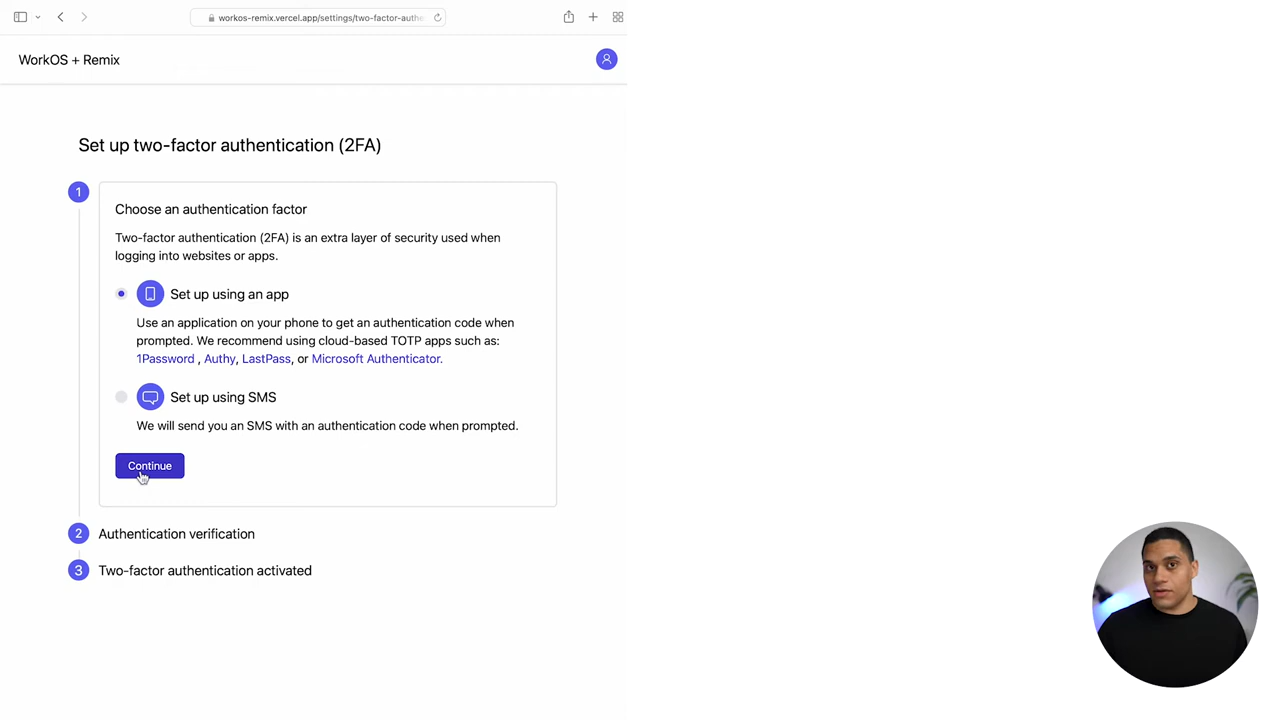 workos-remix.vercel.app/settings/two-factor-authe
WorkOS + Remix
Set up two-factor authentication (2FA)
1
Choose an authentication factor
Two-factor authentication (2FA) is an extra layer of security used when
logging into websites or apps.
Set up using an app
Use an application on your phone to get an authentication code when
prompted. We recommend using cloud-based TOTP apps such as:
1Password , Authy, LastPass, or Microsoft Authenticator.
Set up using SMS
We will send you an SMS with an authentication code when prompted.
Continue
2 Authentication verification
3 Two-factor authentication activated